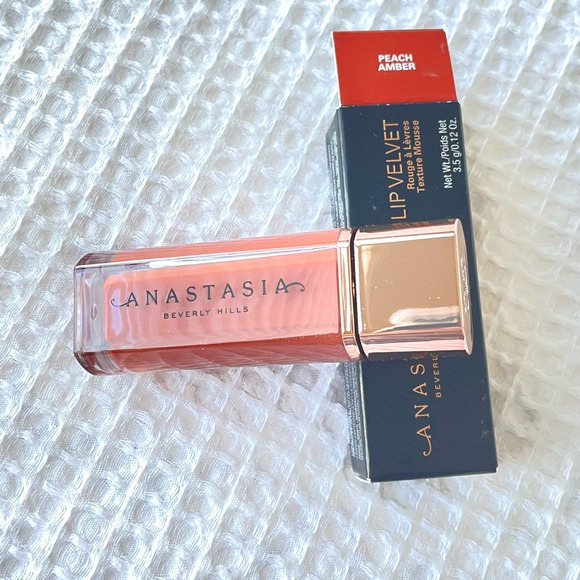 PEACH
AMBER
LIP VELVET
Rouge à Lèvres
Texture Mousse
Net Wt./Poids Net
3.5 g/0.12 Oz.
ANASTASIA
BEVERLY HILLS
ANAS
BEVERLY